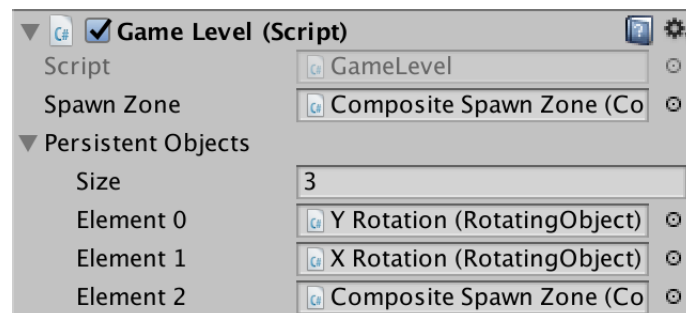 Game Level (Script)
Script GameLevel
Spawn Zone Composite Spawn Zone (Co
Persistent Objects
Size 3
Element 0 Y Rotation (RotatingObject)
Element 1 X Rotation (RotatingObject)
Element 2 Composite Spawn Zone (Co